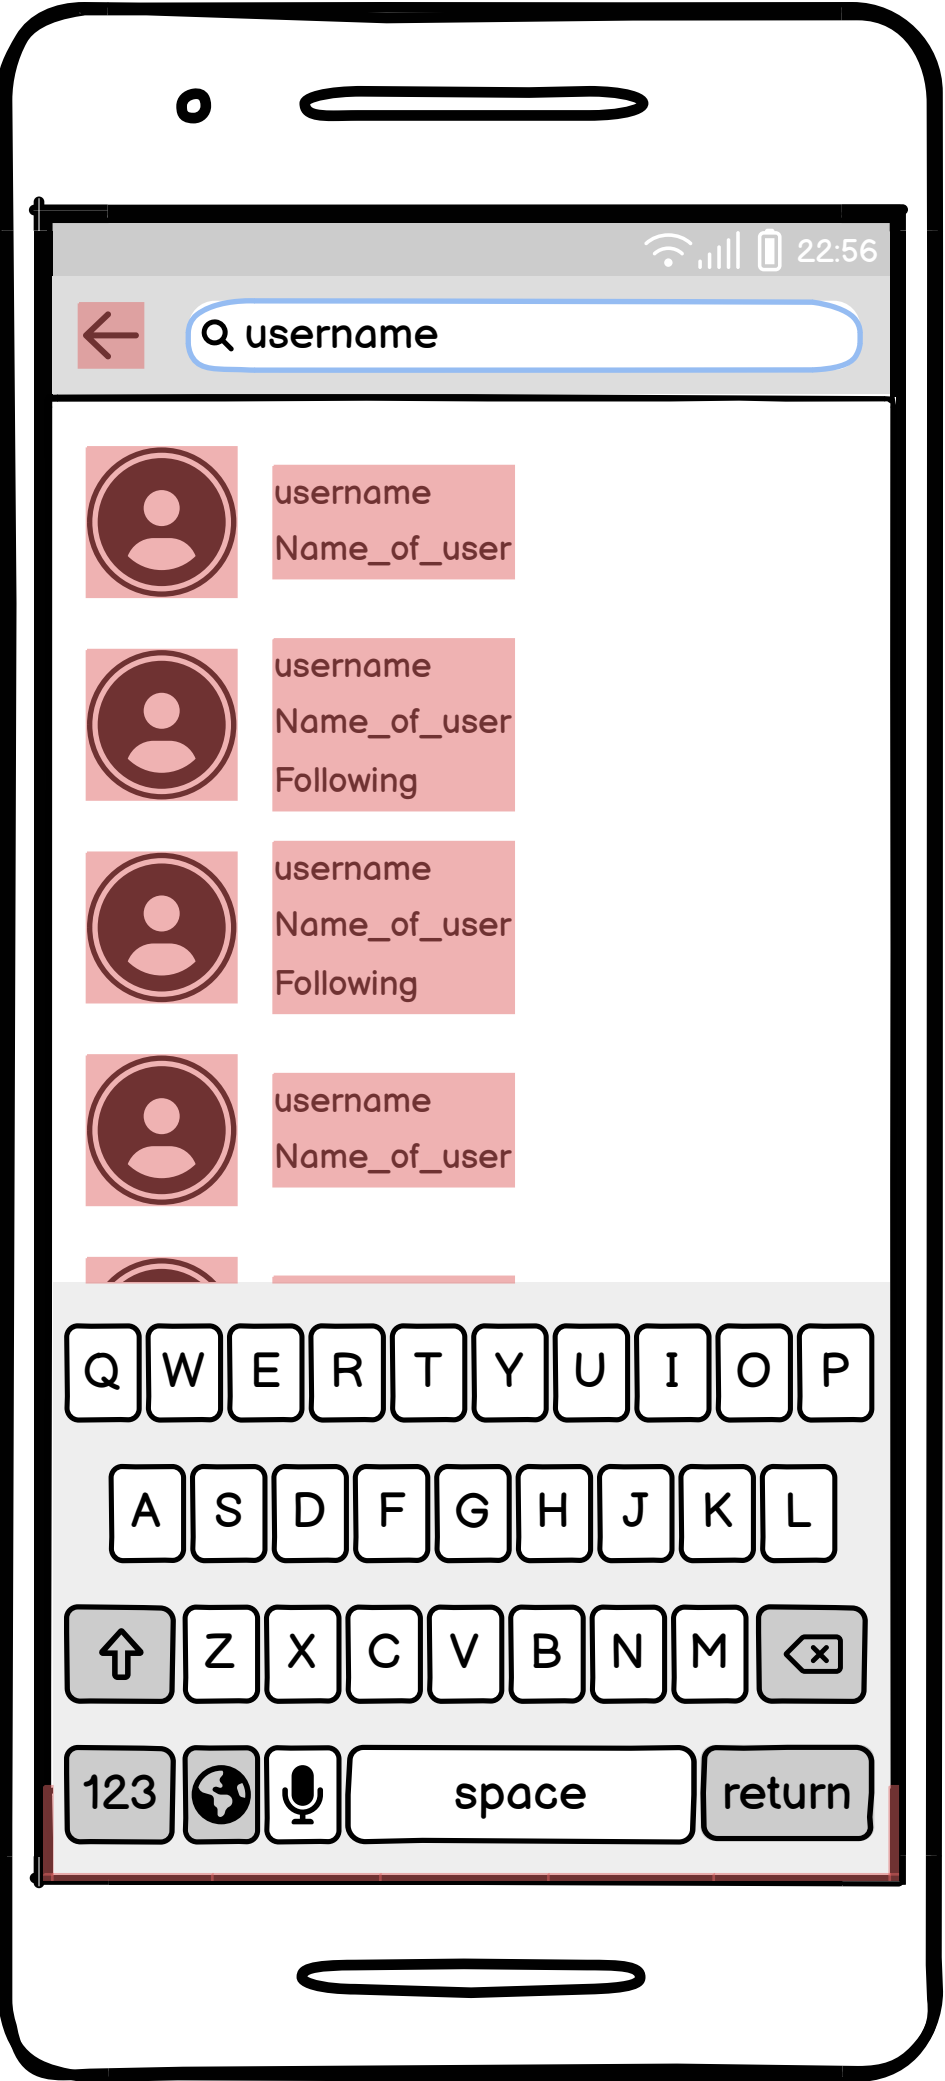 22:56
username
username
Name_of_user
username
Name_of_user
Following
username
Name_of_user
Following
username
Name_of_user
Q W E R T Y U I O P
A S D F G H J K L
Z X C V B N M
123 space return